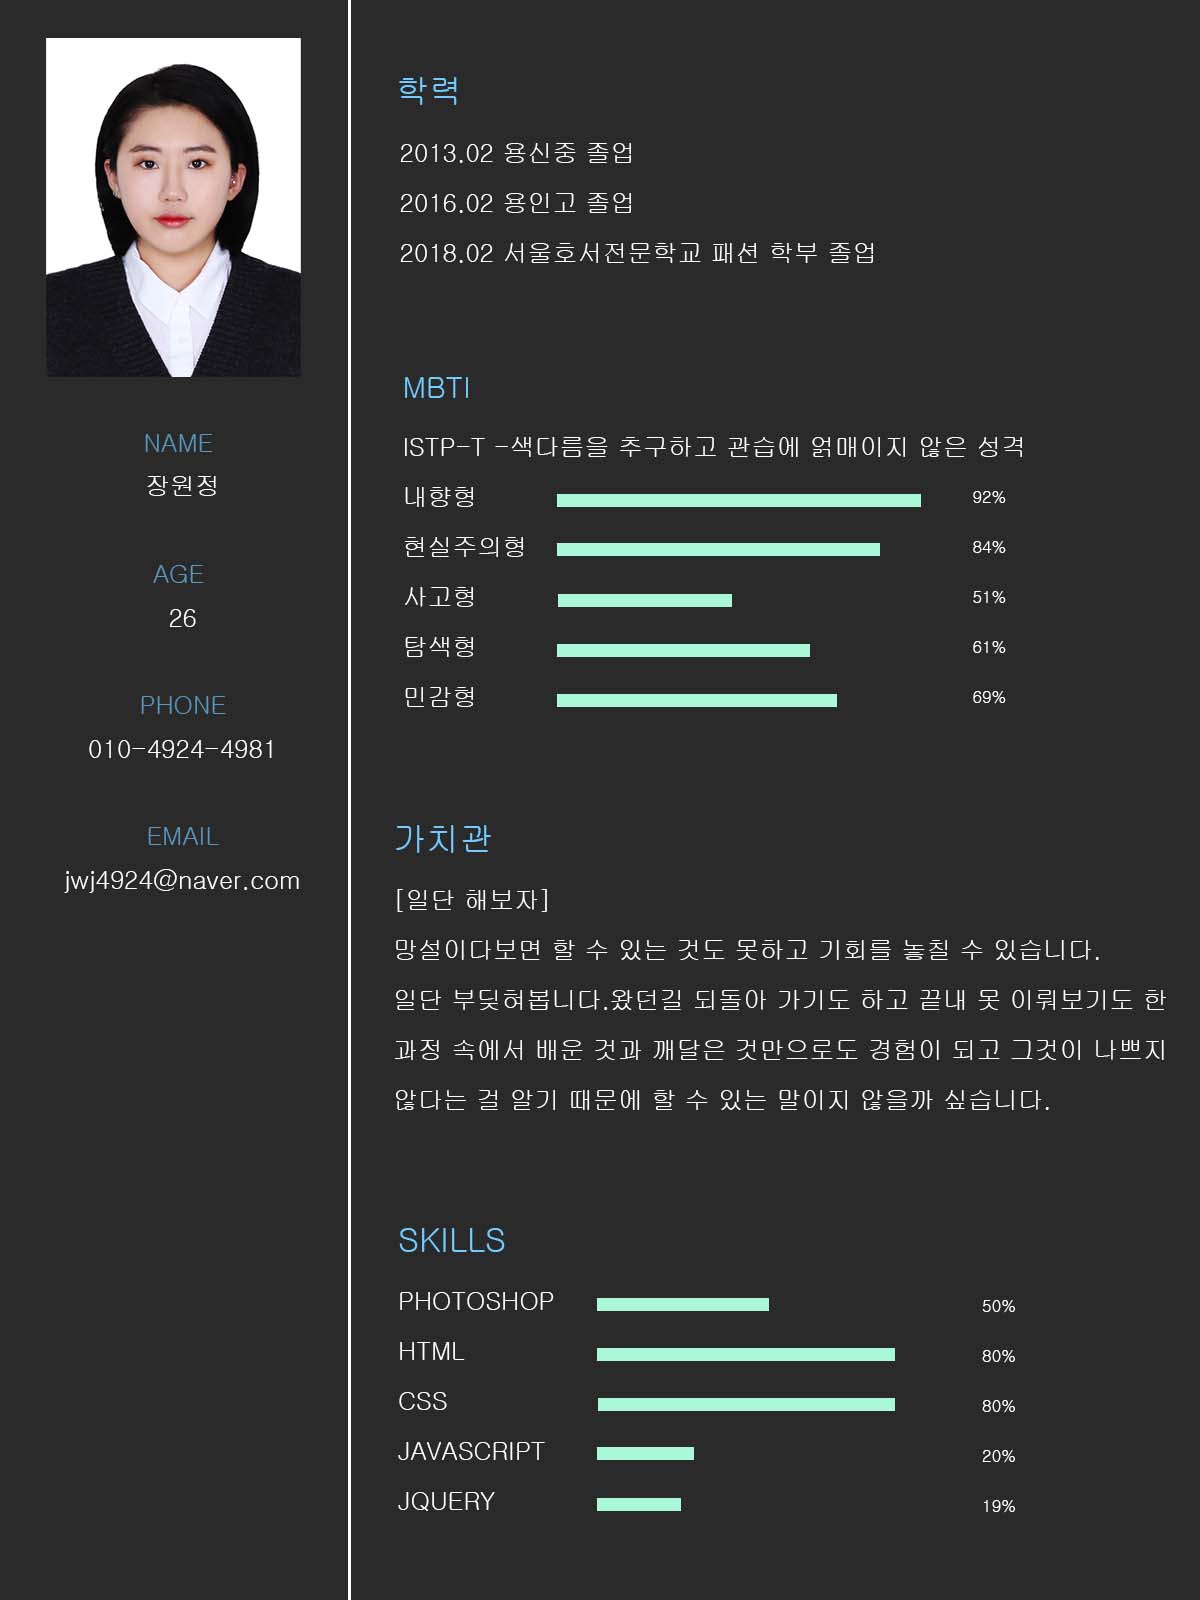 NAME
장원정
AGE
26
PHONE
010-4924-4981
EMAIL
jwj4924@naver.com
학력
2013.02 용신중 졸업
2016.02 용인고 졸업
2018.02 서울호서전문학교 패션 학부 졸업
MBTI
ISTP-T -색다름을 추구하고 관습에 얽매이지 않은 성격
내향형 92%
현실주의형 84%
사고형 51%
탐색형 61%
민감형 69%
가치관
[일단 해보자]
망설이다보면 할 수 있는 것도 못하고 기회를 놓칠 수 있습니다.
일단 부딪혀봅니다.왔던길 되돌아 가기도 하고 끝내 못 이뤄보기도 한
과정 속에서 배운 것과 깨달은 것만으로도 경험이 되고 그것이 나쁘지
않다는 걸 알기 때문에 할 수 있는 말이지 않을까 싶습니다.
SKILLS
PHOTOSHOP 50%
HTML 80%
CSS 80%
JAVASCRIPT 20%
JQUERY 19%